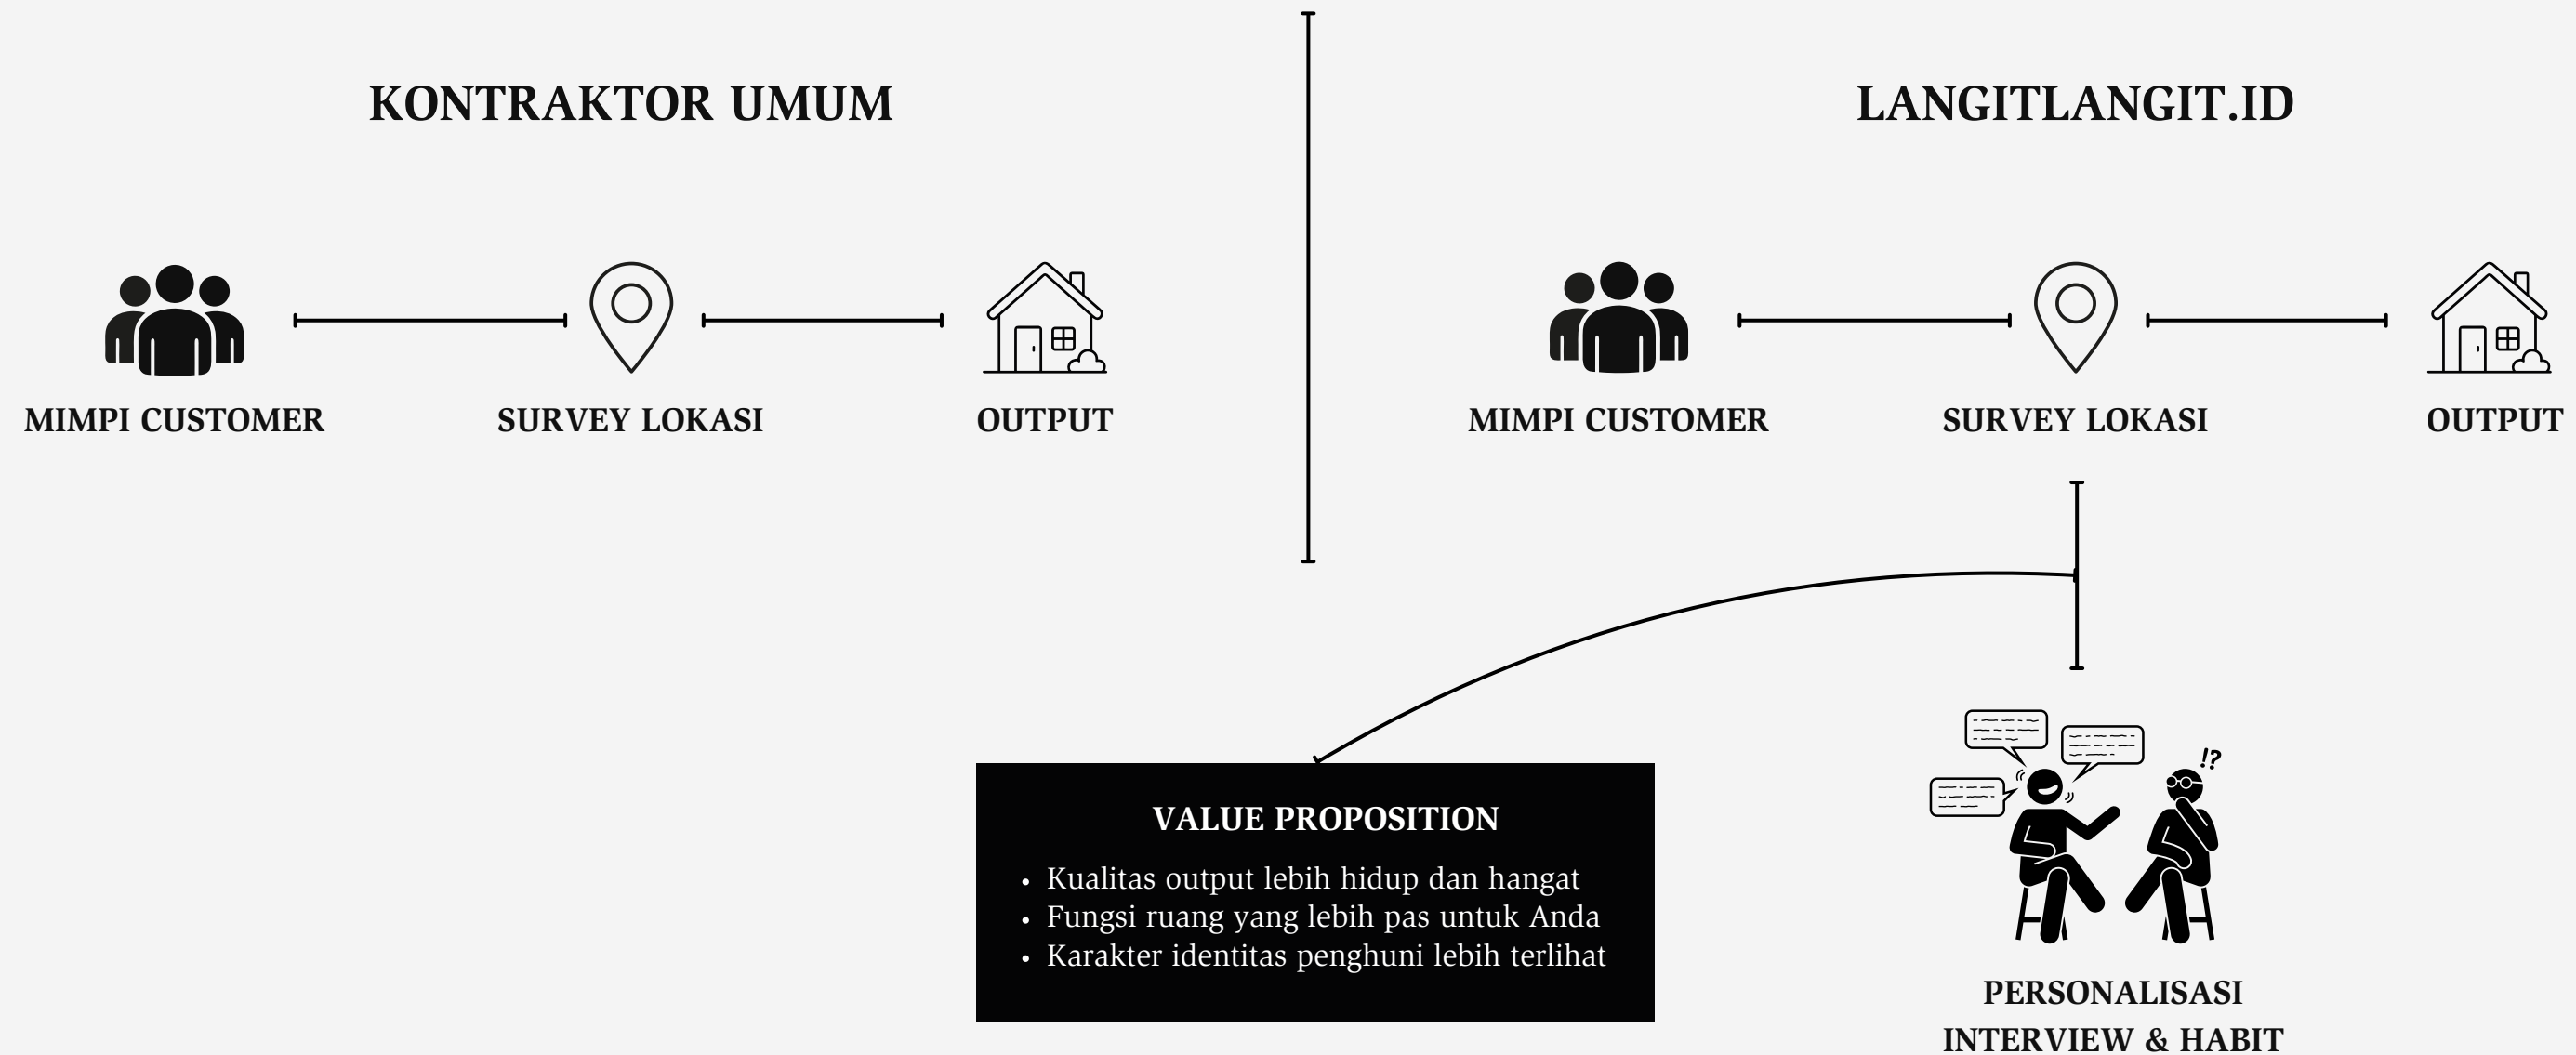 KONTRAKTOR UMUM
MIMPI CUSTOMER
SURVEY LOKASI
OUTPUT
LANGITLANGIT.ID
MIMPI CUSTOMER
SURVEY LOKASI
OUTPUT
VALUE PROPOSITION
• Kualitas output lebih hidup dan hangat
• Fungsi ruang yang lebih pas untuk Anda
• Karakter identitas penghuni lebih terlihat
!?
PERSONALISASI
INTERVIEW & HABIT